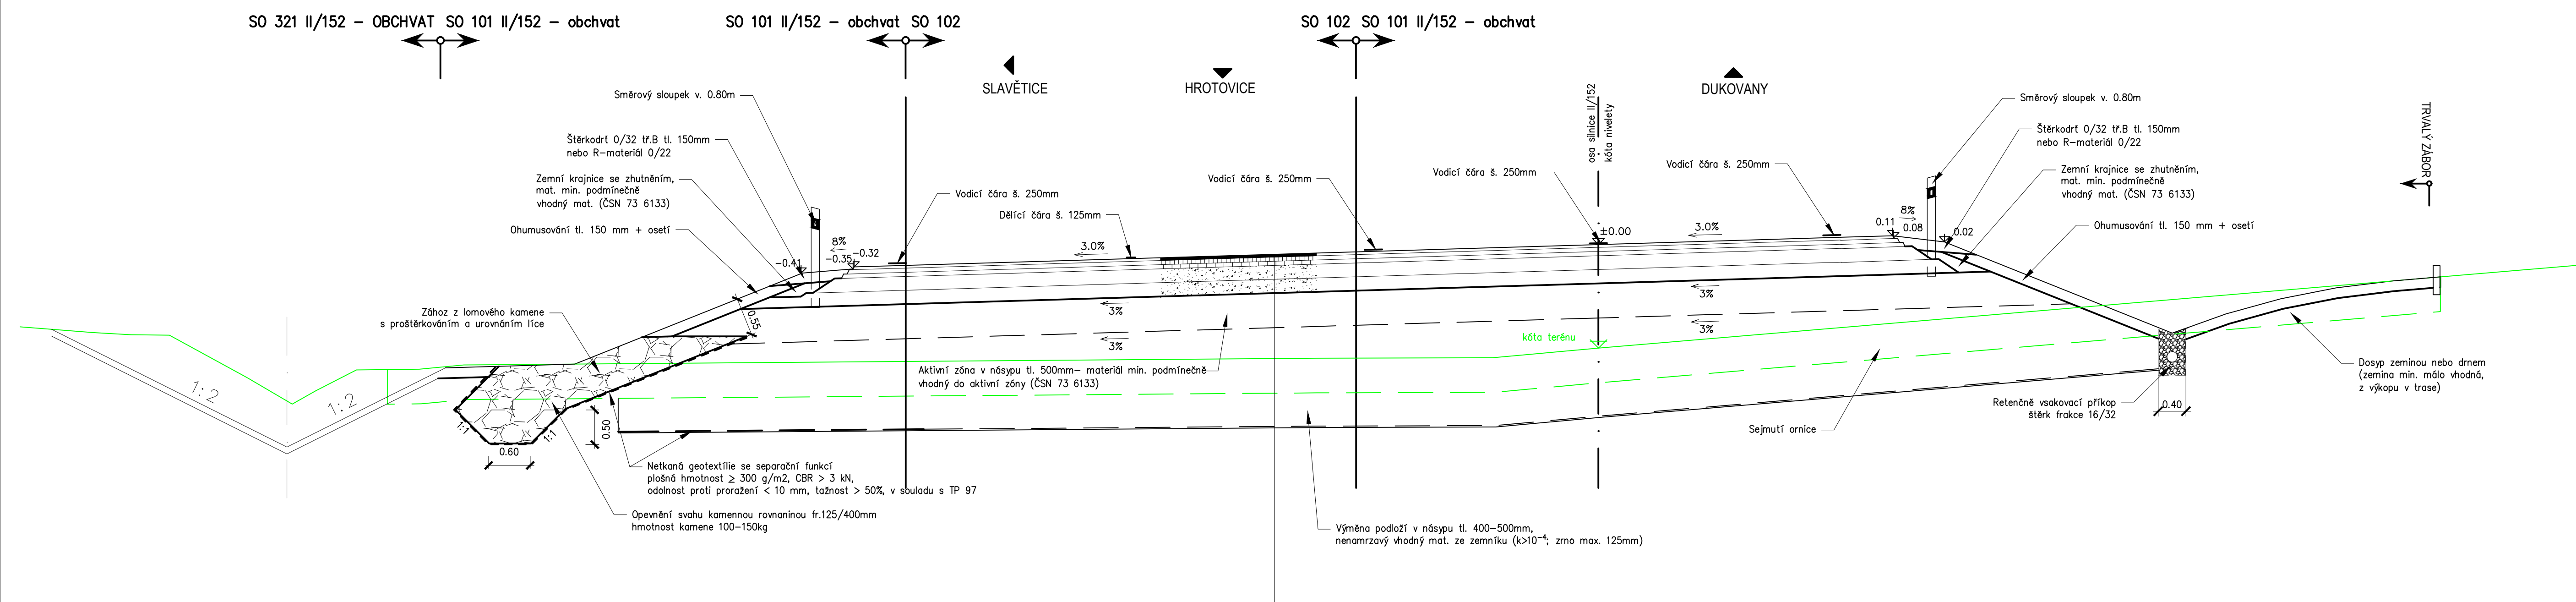 SO 321 II/152 – OBCHVAT SO 101 II/152 – obchvat
SO 101 II/152 – obchvat SO 102
SO 102 SO 101 II/152 – obchvat
SLAVĚTICE
HROTOVICE
DUKOVANY
osa silnice II/152
kóta nivelety
TRVALÝ ZÁBOR
Směrový sloupek v. 0.80m
Štěrkodrť 0/32 tř.B tl. 150mm
nebo R–materiál 0/22
Zemní krajnice se zhutněním,
mat. min. podmínečně
vhodný mat. (ČSN 73 6133)
Ohumusování tl. 150 mm + osetí
Vodicí čára š. 250mm
Dělící čára š. 125mm
Vodicí čára š. 250mm
Vodicí čára š. 250mm
Vodicí čára š. 250mm
Směrový sloupek v. 0.80m
Štěrkodrť 0/32 tř.B tl. 150mm
nebo R–materiál 0/22
Zemní krajnice se zhutněním,
mat. min. podmínečně
vhodný mat. (ČSN 73 6133)
Ohumusování tl. 150 mm + osetí
8%
–0.41
–0.35
–0.32
3.0%
±0.00
3.0%
0.11
8%
0.08
0.02
Zához z lomového kamene
s proštěrkováním a urovnáním líce
0.55
3%
3%
3%
3%
kóta terénu
Aktivní zóna v násypu tl. 500mm– materiál min. podmínečně
vhodný do aktivní zóny (ČSN 73 6133)
1:2
1:2
1:1
1:1
0.60
0.50
Netkaná geotextílie se separační funkcí
plošná hmotnost ≥ 300 g/m2, CBR > 3 kN,
odolnost proti proražení < 10 mm, tažnost > 50%, v souladu s TP 97
Opevnění svahu kamennou rovnaninou fr.125/400mm
hmotnost kamene 100–150kg
Výměna podloží v násypu tl. 400–500mm,
nenamrzavý vhodný mat. ze zemníku (k>10⁻⁴; zrno max. 125mm)
Sejmutí ornice
Retenčně vsakovací příkop
štěrk frakce 16/32
0.40
Dosyp zeminou nebo drnem
(zemina min. málo vhodná,
z výkopu v trase)